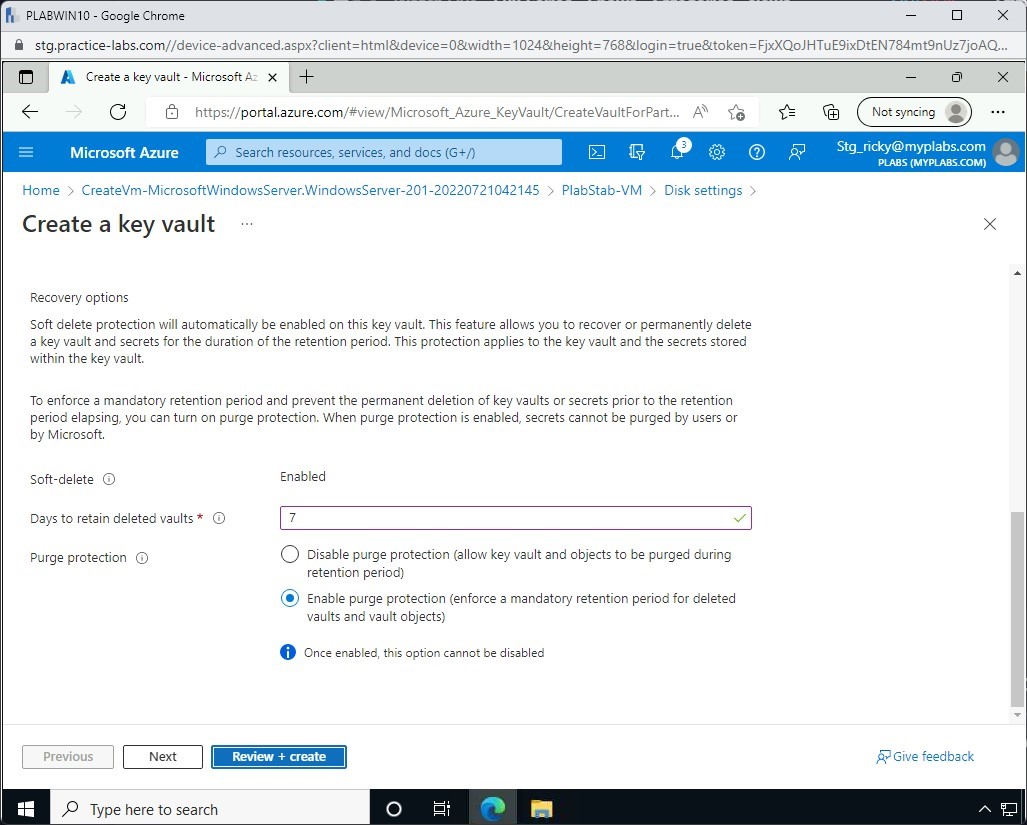 PLABWIN10 - Google Chrome
stg.practice-labs.com//device-advanced.aspx?client=html&device=0&width=1024&height=768&login=true&token=FjxXQoJHTuE9ixDtEN784mt9nUz7joAQ...
Create a key vault - Microsoft Az
https://portal.azure.com/#view/Microsoft_Azure_KeyVault/CreateVaultForPart...
Not syncing
Microsoft Azure
Search resources, services, and docs (G+/)
3
Stg_ricky@myplabs.com
PLABS (MYPLABS.COM)
Home > CreateVm-MicrosoftWindowsServer.WindowsServer-201-20220721042145 > PlabStab-VM > Disk settings >
Create a key vault ...
Recovery options
Soft delete protection will automatically be enabled on this key vault. This feature allows you to recover or permanently delete
a key vault and secrets for the duration of the retention period. This protection applies to the key vault and the secrets stored
within the key vault.
To enforce a mandatory retention period and prevent the permanent deletion of key vaults or secrets prior to the retention
period elapsing, you can turn on purge protection. When purge protection is enabled, secrets cannot be purged by users or
by Microsoft.
Soft-delete Enabled
Days to retain deleted vaults * 7
Purge protection
Disable purge protection (allow key vault and objects to be purged during
retention period)
Enable purge protection (enforce a mandatory retention period for deleted
vaults and vault objects)
Once enabled, this option cannot be disabled
Previous Next Review + create Give feedback
Type here to search